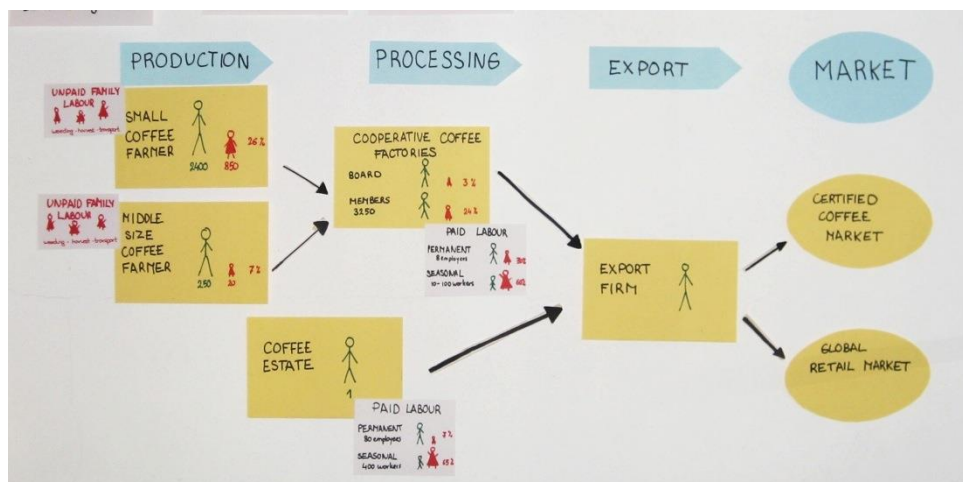 PRODUCTION
PROCESSING
EXPORT
MARKET
UNPAID FAMILY
LABOUR
weeding - harvest - transport
SMALL
COFFEE
FARMER
26%
2400
850
UNPAID FAMILY
LABOUR
weeding - harvest - transport
MIDDLE
SIZE
COFFEE
FARMER
7%
250
20
COOPERATIVE COFFEE
FACTORIES
BOARD
3%
MEMBERS
3250
24%
PAID LABOUR
PERMANENT
8 employees
30%
SEASONAL
10-100 workers
60%
COFFEE
ESTATE
1
PAID LABOUR
PERMANENT
80 employees
SEASONAL
400 workers
65%
EXPORT
FIRM
CERTIFIED
COFFEE
MARKET
GLOBAL
RETAIL MARKET